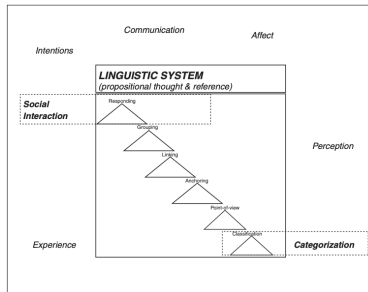 Communication
Affect
Intentions
LINGUISTIC SYSTEM
(propositional thought & reference)
Social
Interaction
Responding
Grouping
Linking
Perception
Anchoring
Point-of-view
Classification
Experience
Categorization